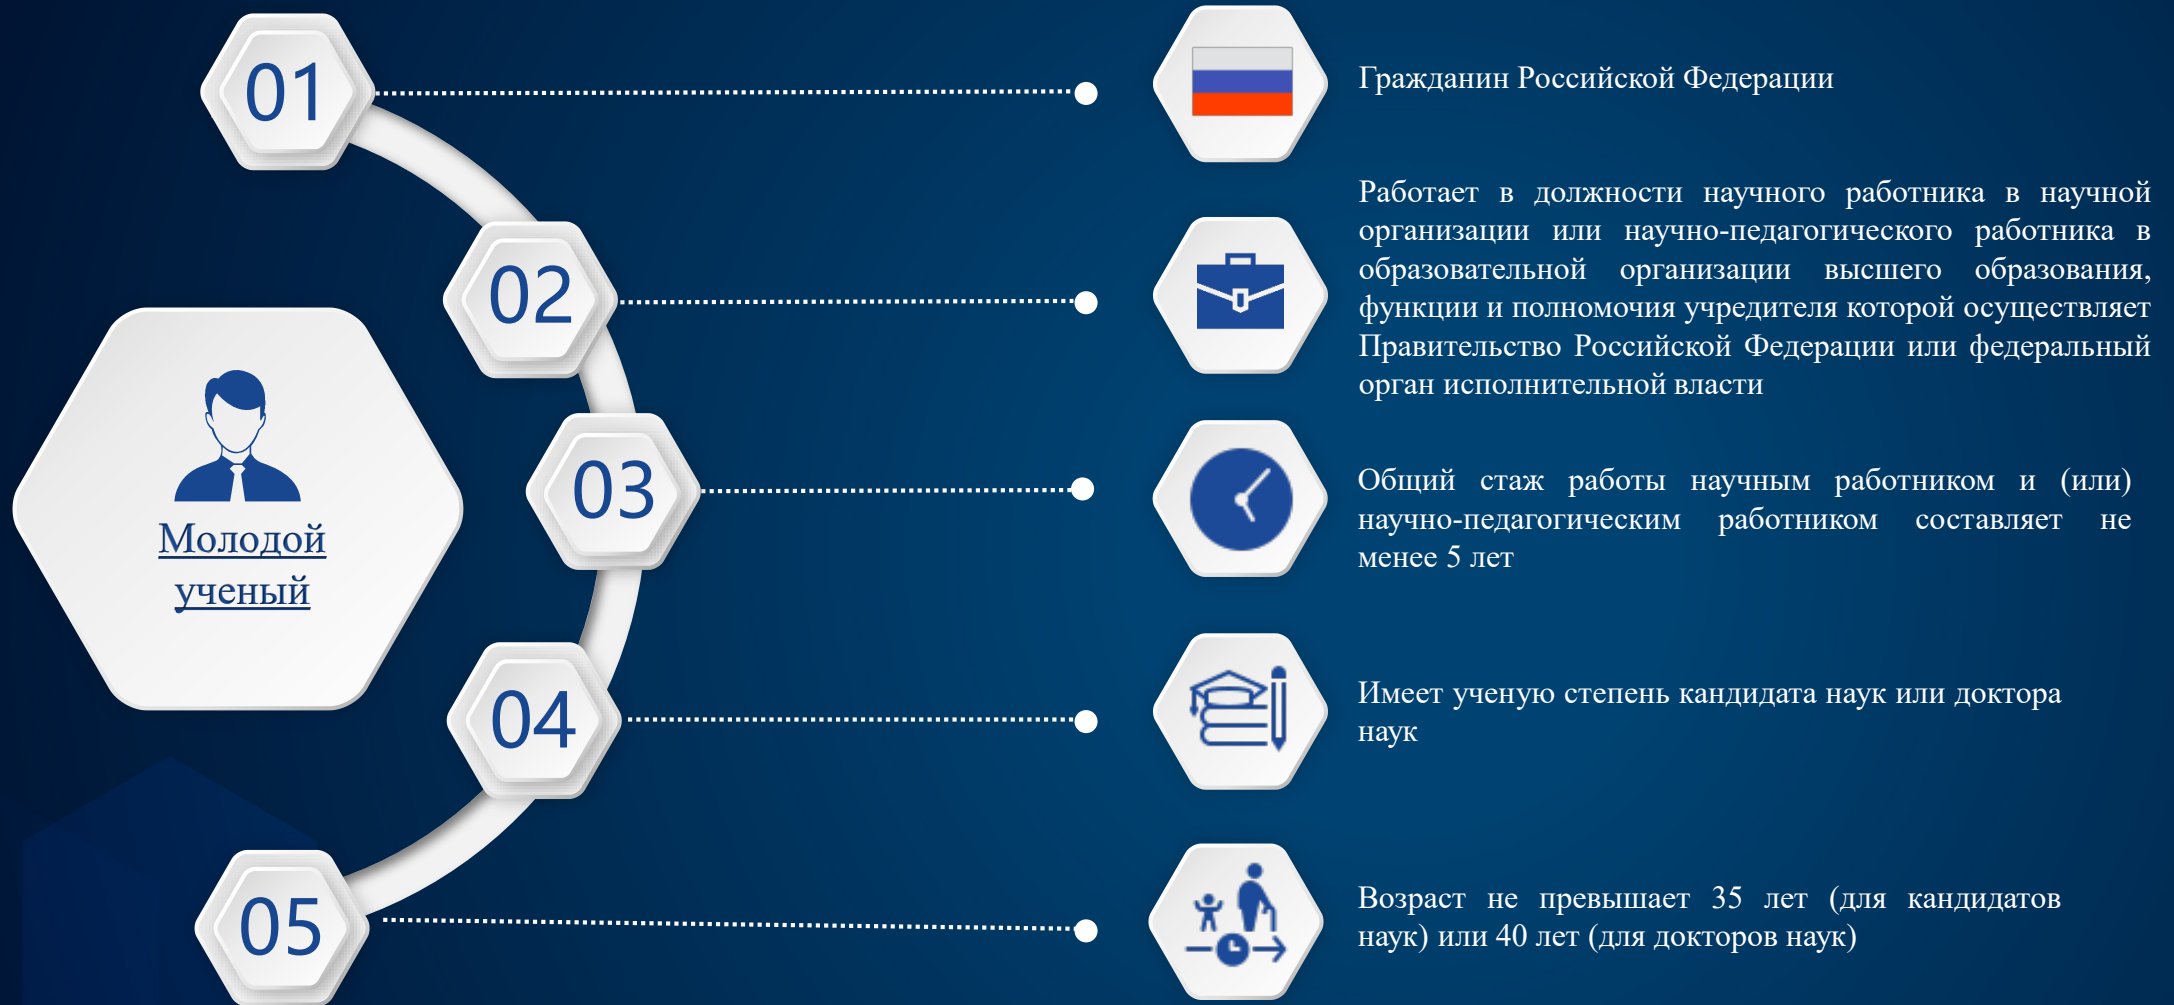 01
Гражданин Российской Федерации
02
Работает в должности научного работника в научной
организации или научно-педагогического работника в
образовательной организации высшего образования,
функции и полномочия учредителя которой осуществляет
Правительство Российской Федерации или федеральный
орган исполнительной власти
Молодой
ученый
03
Общий стаж работы научным работником и (или)
научно-педагогическим работником составляет не
менее 5 лет
04
Имеет ученую степень кандидата наук или доктора
наук
05
Возраст не превышает 35 лет (для кандидатов
наук) или 40 лет (для докторов наук)